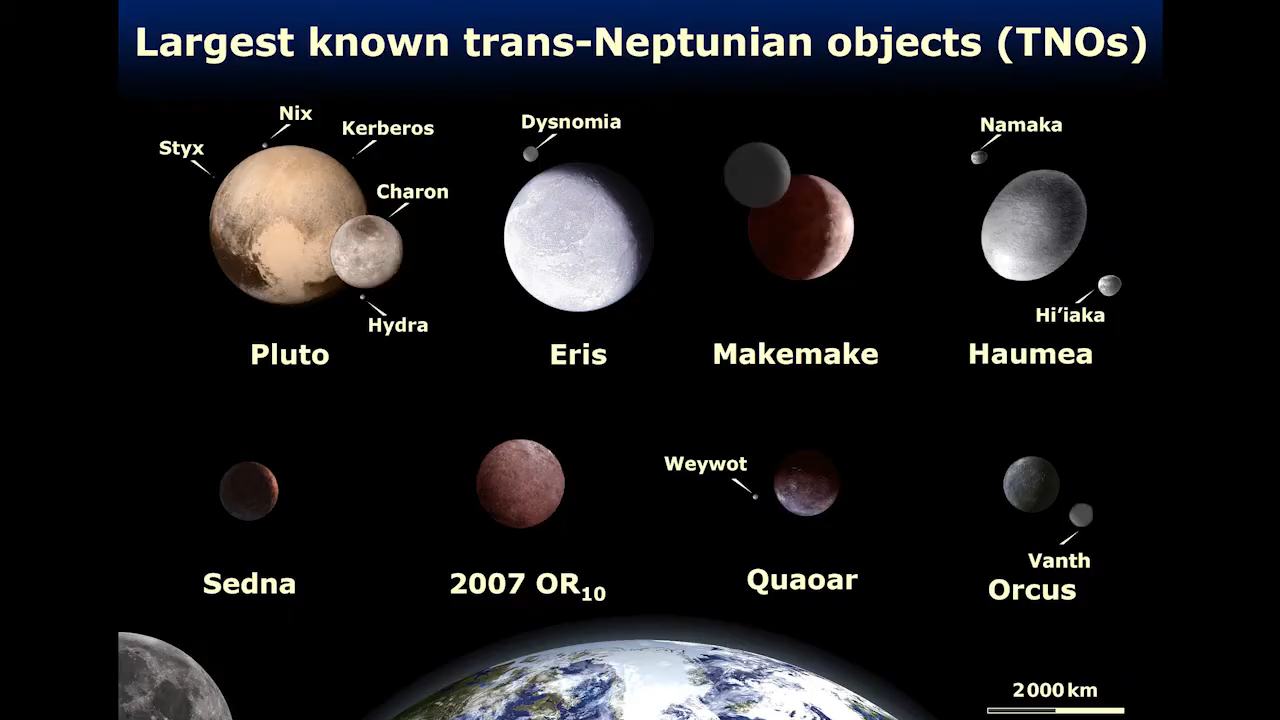 Largest known trans-Neptunian objects (TNOs)
Nix
Kerberos
Styx
Charon
Hydra
Pluto
Dysnomia
Eris
Makemake
Namaka
Hi’iaka
Haumea
Sedna
2007 OR₁₀
Weywot
Quaoar
Vanth
Orcus
2000 km